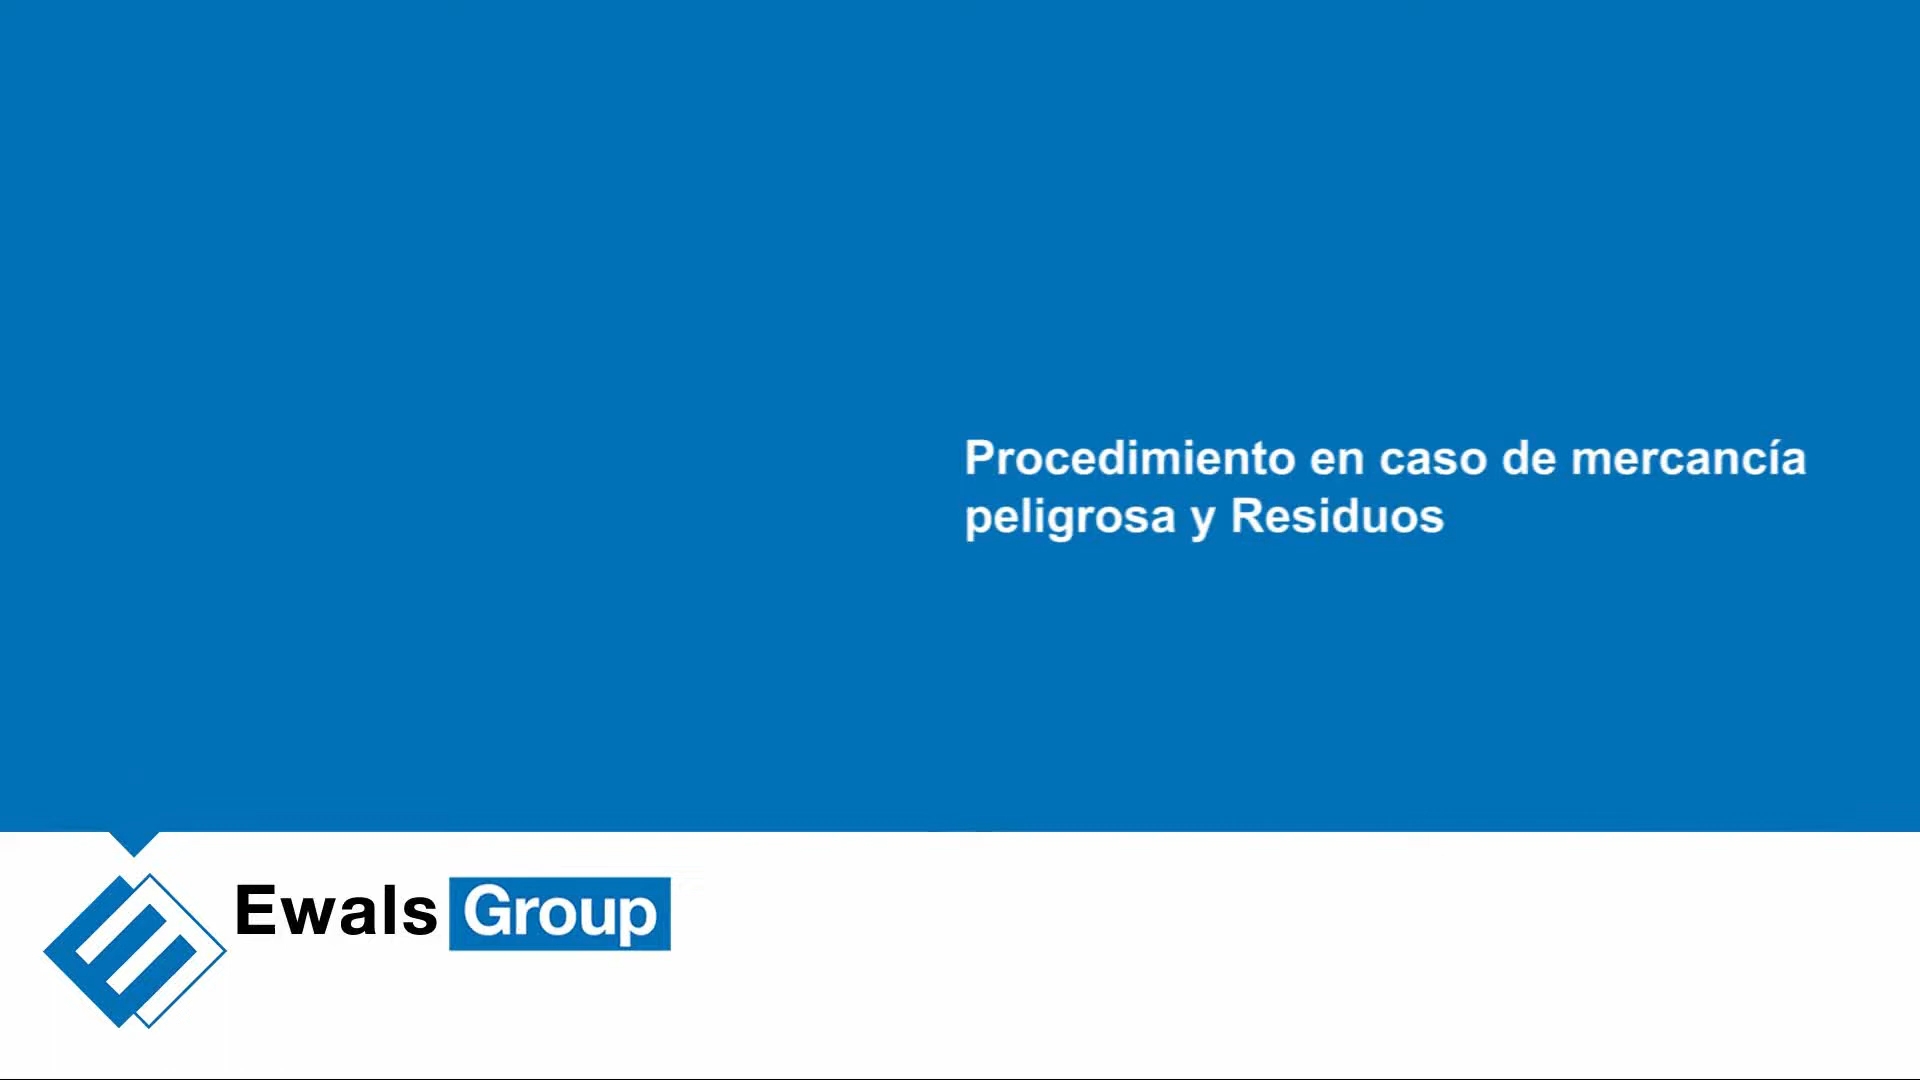 Procedimiento en caso de mercancía
peligrosa y Residuos
Ewals Group